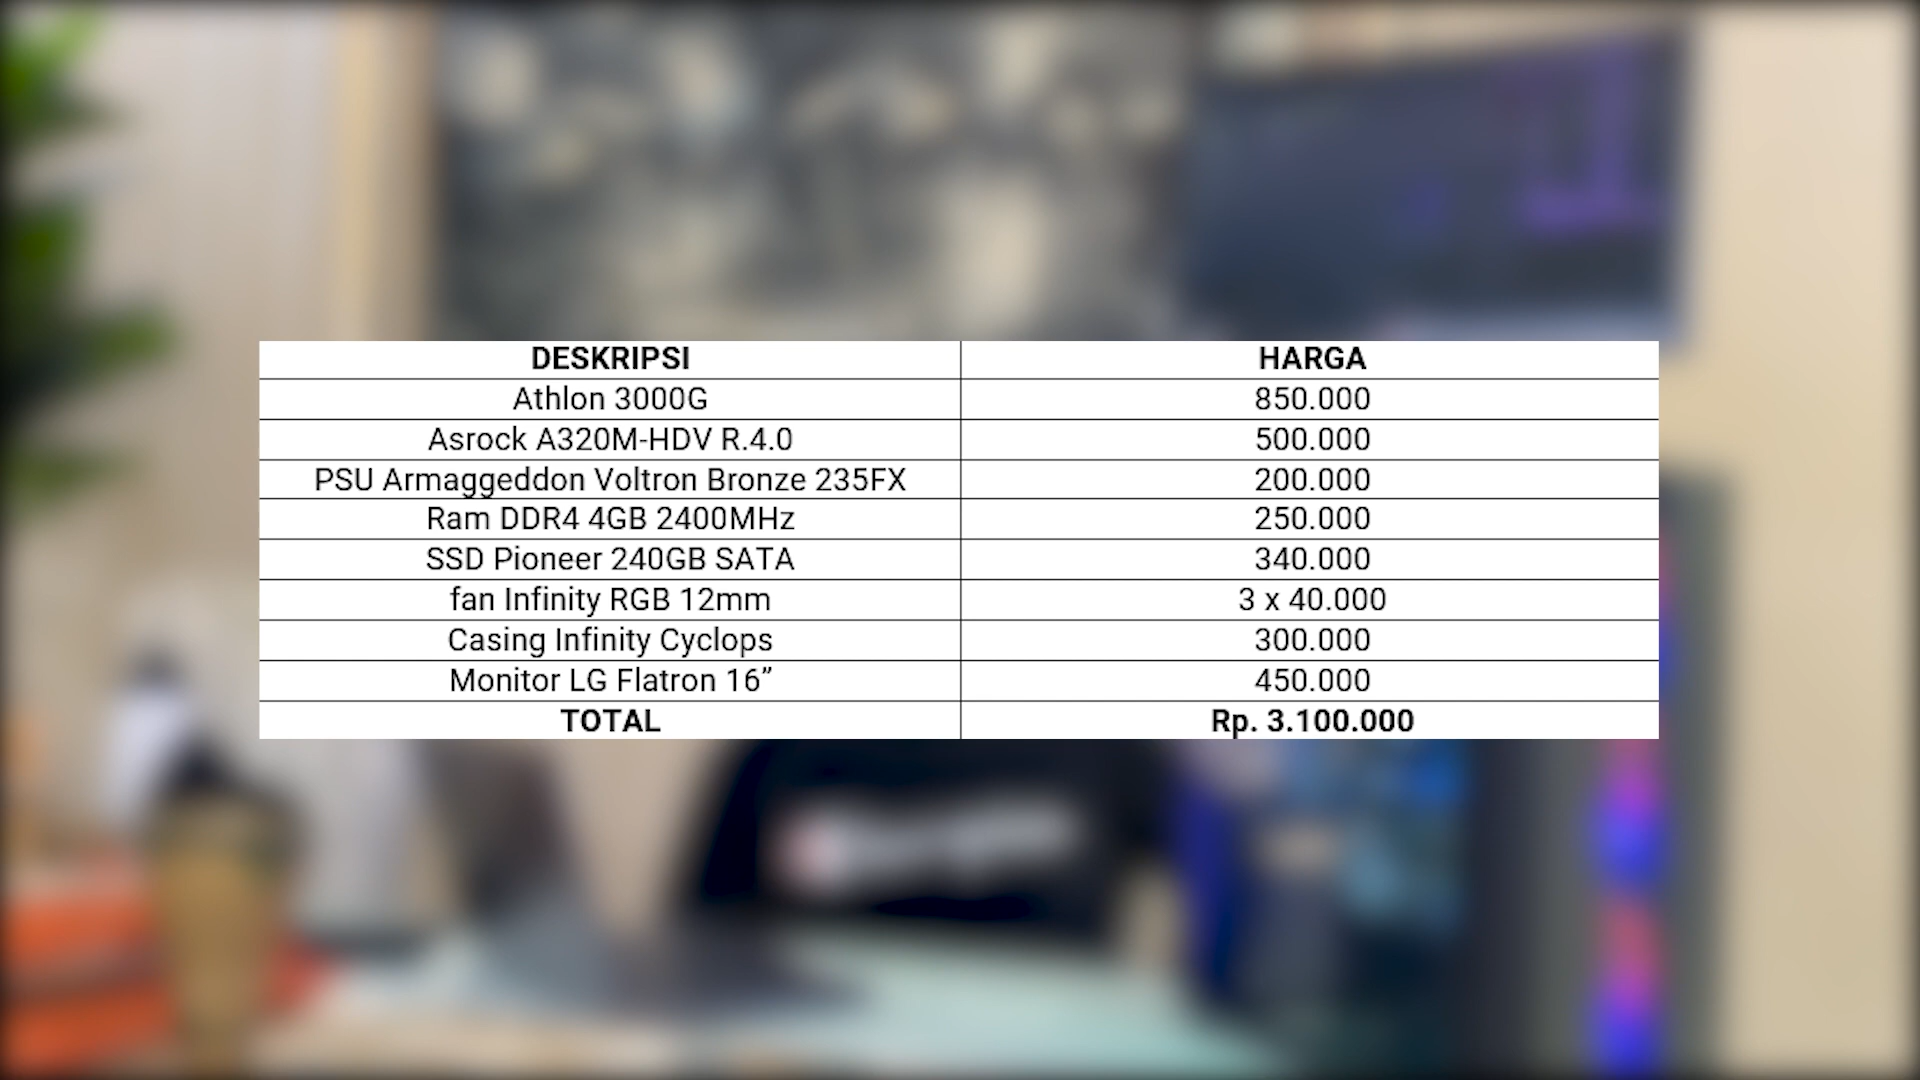 DESKRIPSI HARGA
Athlon 3000G 850.000
Asrock A320M-HDV R.4.0 500.000
PSU Armaggeddon Voltron Bronze 235FX 200.000
Ram DDR4 4GB 2400MHz 250.000
SSD Pioneer 240GB SATA 340.000
fan Infinity RGB 12mm 3 x 40.000
Casing Infinity Cyclops 300.000
Monitor LG Flatron 16” 450.000
TOTAL Rp. 3.100.000